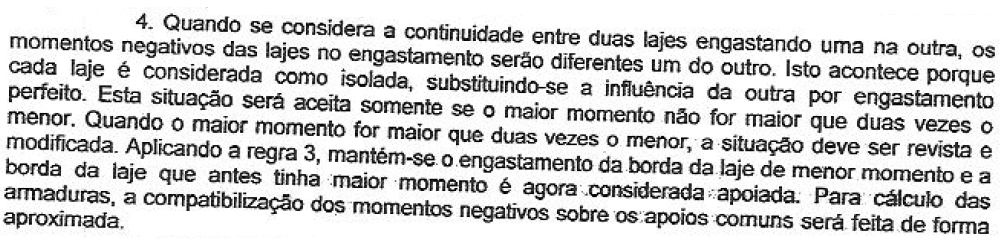 4. Quando se considera a continuidade entre duas lajes engastando uma na outra, os
momentos negativos das lajes no engastamento serão diferentes um do outro. Isto acontece porque
cada laje é considerada como isolada, substituindo-se a influência da outra por engastamento
perfeito. Esta situação será aceita somente se o maior momento não for maior que duas vezes o
menor. Quando o maior momento for maior que duas vezes o menor, a situação deve ser revista e
modificada. Aplicando a regra 3, mantém-se o engastamento da borda da laje de menor momento e a
borda da laje que antes tinha maior momento é agora considerada apoiada. Para cálculo das
armaduras, a compatibilização dos momentos negativos sobre os apoios comuns será feita de forma
aproximada.